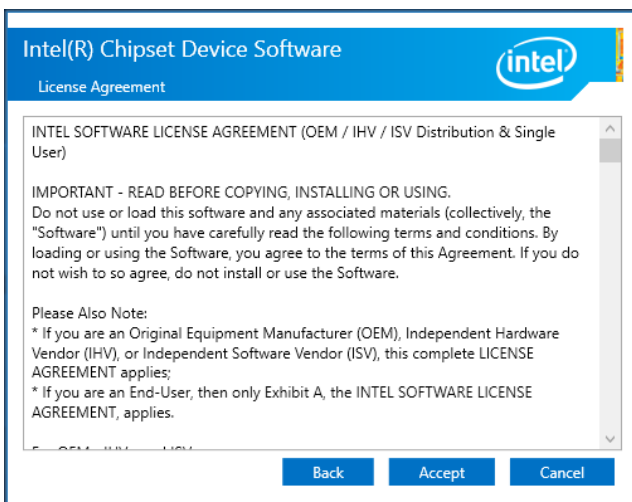 Intel(R) Chipset Device Software
intel
License Agreement
INTEL SOFTWARE LICENSE AGREEMENT (OEM / IHV / ISV Distribution & Single
User)
IMPORTANT - READ BEFORE COPYING, INSTALLING OR USING.
Do not use or load this software and any associated materials (collectively, the
"Software") until you have carefully read the following terms and conditions. By
loading or using the Software, you agree to the terms of this Agreement. If you do
not wish to so agree, do not install or use the Software.
Please Also Note:
* If you are an Original Equipment Manufacturer (OEM), Independent Hardware
Vendor (IHV), or Independent Software Vendor (ISV), this complete LICENSE
AGREEMENT applies;
* If you are an End-User, then only Exhibit A, the INTEL SOFTWARE LICENSE
AGREEMENT, applies.
Back Accept Cancel